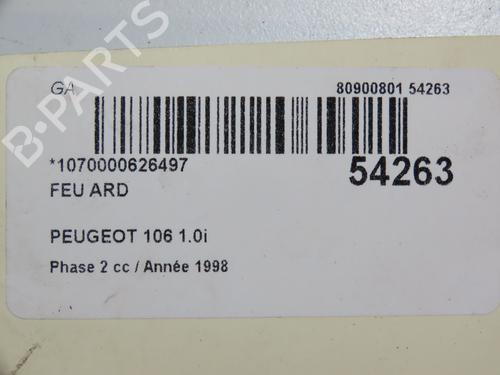 GA 80900801 54263
*1070000626497 54263
FEU ARD
PEUGEOT 106 1.0i
Phase 2 cc / Année 1998
B-PARTS